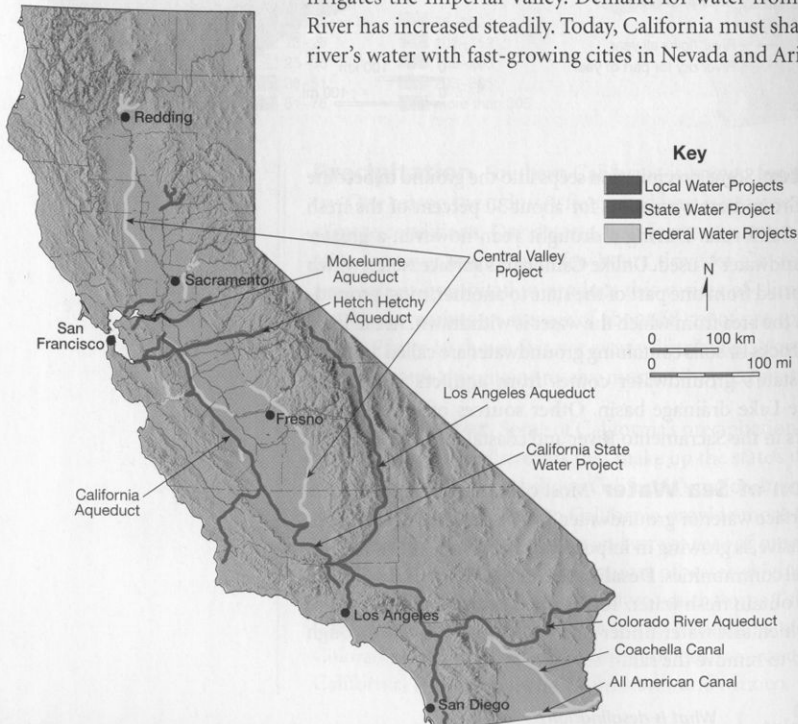 irrigates the Imperial Valley. Demand for water from
River has increased steadily. Today, California must sha
river's water with fast-growing cities in Nevada and Ari
Redding
Key
Local Water Projects
State Water Project
Federal Water Projects
N
0 100 km
0 100 mi
Mokelumne
Aqueduct
Central Valley
Project
Sacramento
Hetch Hetchy
Aqueduct
San
Francisco
Los Angeles Aqueduct
Fresno
California State
Water Project
California
Aqueduct
Los Angeles
Colorado River Aqueduct
Coachella Canal
All American Canal
San Diego